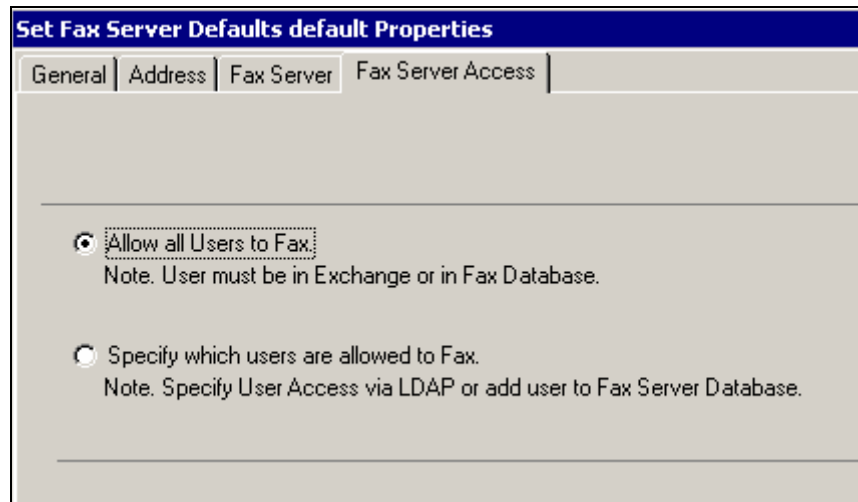 Set Fax Server Defaults default Properties
General Address Fax Server Fax Server Access
Allow all Users to Fax.
Note. User must be in Exchange or in Fax Database.
Specify which users are allowed to Fax.
Note. Specify User Access via LDAP or add user to Fax Server Database.